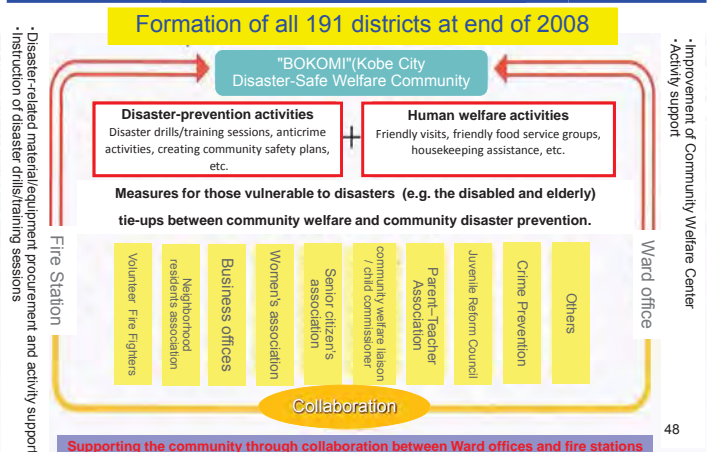 Formation of all 191 districts at end of 2008
"BOKOMI"(Kobe City
Disaster-Safe Welfare Community
Disaster-prevention activities
Disaster drills/training sessions, anticrime
activities, creating community safety plans,
etc.
+
Human welfare activities
Friendly visits, friendly food service groups,
housekeeping assistance, etc.
Measures for those vulnerable to disasters (e.g. the disabled and elderly)
tie-ups between community welfare and community disaster prevention.
Fire Station
・Disaster-related material/equipment procurement and activity support
・Instruction of disaster drills/training sessions
Volunteer Fire Fighters
Neighborhood
residents association
Business offices
Women's association
Senior citizen's
association
community welfare liaison
/ child commissioner
Parent–Teacher
Association
Juvenile Reform Council
Crime Prevention
Others
Ward office
・Improvement of Community Welfare Center
・Activity support
Collaboration
48
Supporting the community through collaboration between Ward offices and fire stations